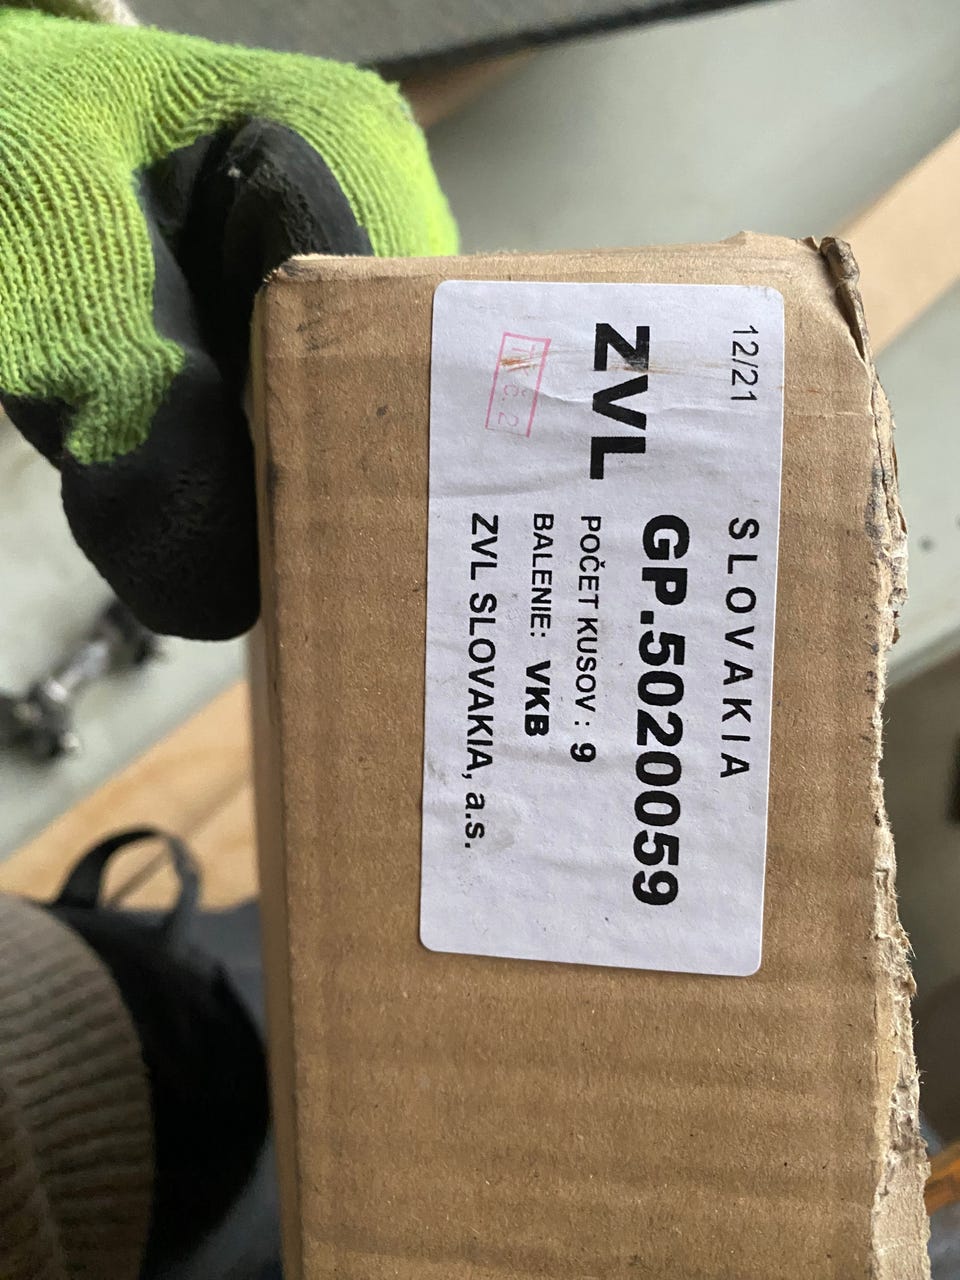 12/21
SLOVAKIA
ZVL
GP.5020059
POČET KUSOV : 9
BALENIE: VKB
ZVL SLOVAKIA, a.s.